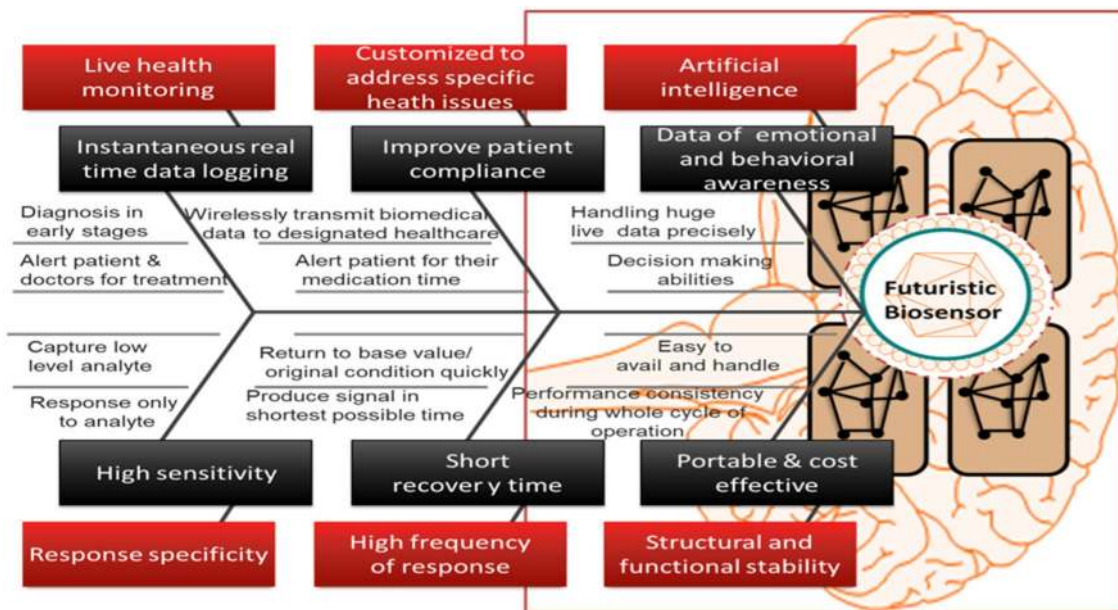 Live health
monitoring
Customized to
address specific
heath issues
Artificial
intelligence
Instantaneous real
time data logging
Improve patient
compliance
Data of emotional
and behavioral
awareness
Diagnosis in
early stages
Wirelessly transmit biomedical
data to designated healthcare
Handling huge
live data precisely
Alert patient &
doctors for treatment
Alert patient for their
medication time
Decision making
abilities
Futuristic
Biosensor
Capture low
level analyte
Return to base value/
original condition quickly
Easy to
avail and handle
Response only
to analyte
Produce signal in
shortest possible time
Performance consistency
during whole cycle of
operation
High sensitivity
Short
recover y time
Portable & cost
effective
Response specificity
High frequency
of response
Structural and
functional stability